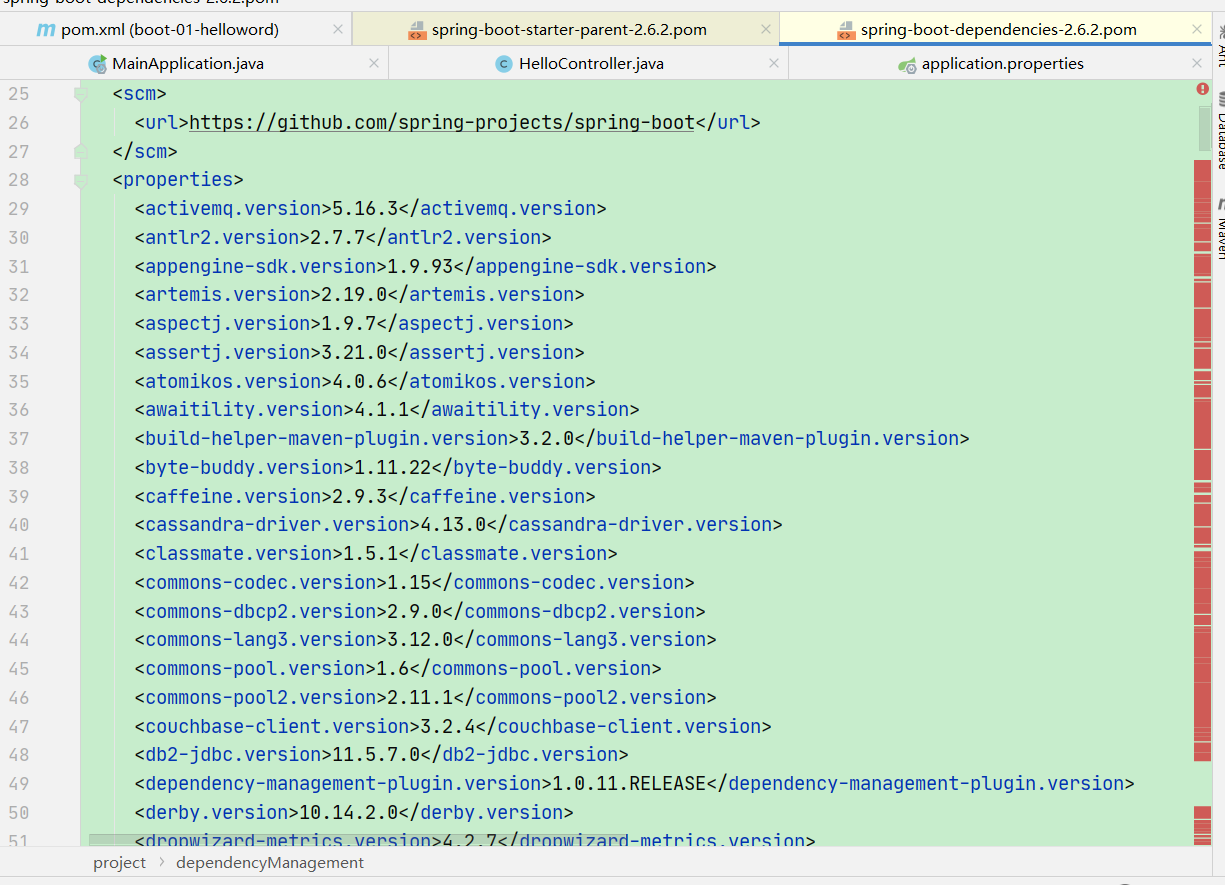 spring-boot-dependencies-2.6.2.pom
pom.xml (boot-01-helloword)
spring-boot-starter-parent-2.6.2.pom
spring-boot-dependencies-2.6.2.pom
MainApplication.java
HelloController.java
application.properties
25 <scm>
26 <url>https://github.com/spring-projects/spring-boot</url>
27 </scm>
28 <properties>
29 <activemq.version>5.16.3</activemq.version>
30 <antlr2.version>2.7.7</antlr2.version>
31 <appengine-sdk.version>1.9.93</appengine-sdk.version>
32 <artemis.version>2.19.0</artemis.version>
33 <aspectj.version>1.9.7</aspectj.version>
34 <assertj.version>3.21.0</assertj.version>
35 <atomikos.version>4.0.6</atomikos.version>
36 <awaitility.version>4.1.1</awaitility.version>
37 <build-helper-maven-plugin.version>3.2.0</build-helper-maven-plugin.version>
38 <byte-buddy.version>1.11.22</byte-buddy.version>
39 <caffeine.version>2.9.3</caffeine.version>
40 <cassandra-driver.version>4.13.0</cassandra-driver.version>
41 <classmate.version>1.5.1</classmate.version>
42 <commons-codec.version>1.15</commons-codec.version>
43 <commons-dbcp2.version>2.9.0</commons-dbcp2.version>
44 <commons-lang3.version>3.12.0</commons-lang3.version>
45 <commons-pool.version>1.6</commons-pool.version>
46 <commons-pool2.version>2.11.1</commons-pool2.version>
47 <couchbase-client.version>3.2.4</couchbase-client.version>
48 <db2-jdbc.version>11.5.7.0</db2-jdbc.version>
49 <dependency-management-plugin.version>1.0.11.RELEASE</dependency-management-plugin.version>
50 <derby.version>10.14.2.0</derby.version>
51 <dropwizard-metrics.version>4.2.7</dropwizard-metrics.version>
project > dependencyManagement
Ant
Database
Maven